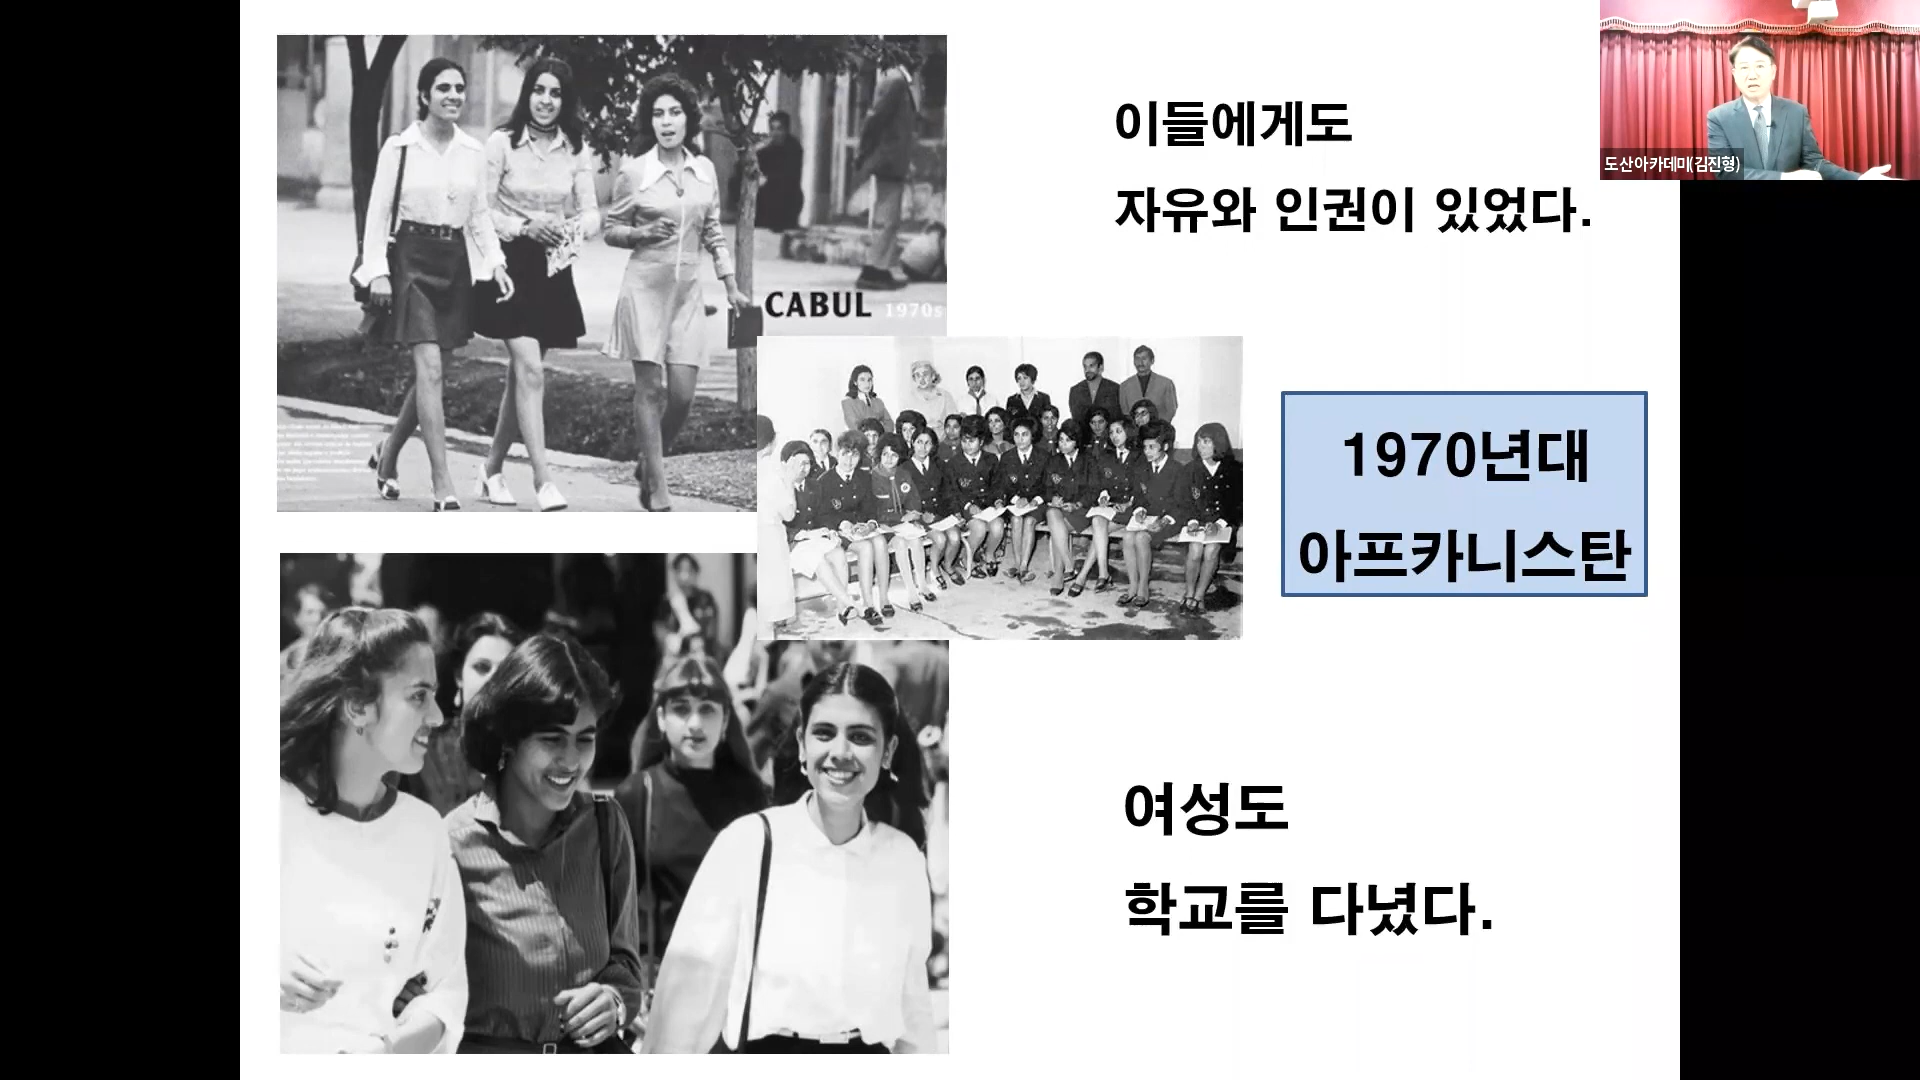 이들에게도
자유와 인권이 있었다.
도산아카데미(김진형)
CABUL 1970s
1970년대
아프카니스탄
여성도
학교를 다녔다.